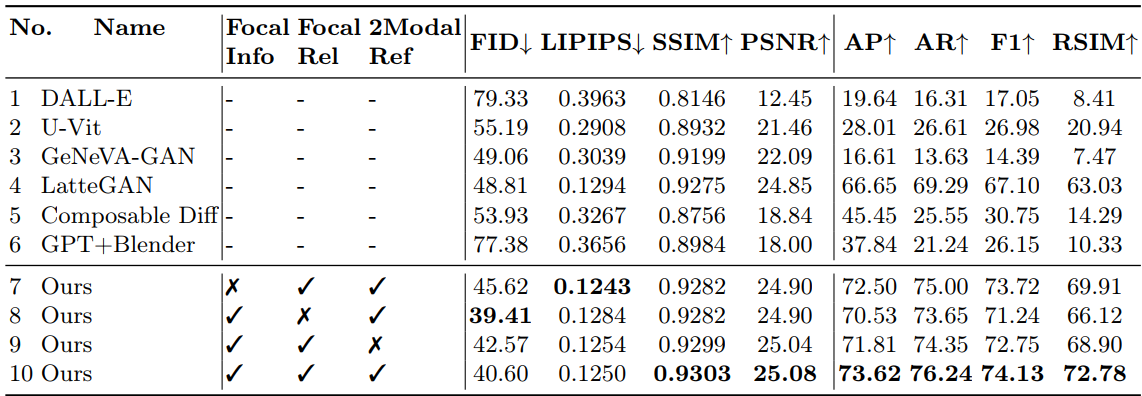 No. Name Focal Info Focal Rel 2Modal Ref FID↓ LIPIPS↓ SSIM↑ PSNR↑ AP↑ AR↑ F1↑ RSIM↑
1 DALL-E - - - 79.33 0.3963 0.8146 12.45 19.64 16.31 17.05 8.41
2 U-Vit - - - 55.19 0.2908 0.8932 21.46 28.01 26.61 26.98 20.94
3 GeNeVA-GAN - - - 49.06 0.3039 0.9199 22.09 16.61 13.63 14.39 7.47
4 LatteGAN - - - 48.81 0.1294 0.9275 24.85 66.65 69.29 67.10 63.03
5 Composable Diff - - - 53.93 0.3267 0.8756 18.84 45.45 25.55 30.75 14.29
6 GPT+Blender - - - 77.38 0.3656 0.8984 18.00 37.84 21.24 26.15 10.33
7 Ours ✗ ✓ ✓ 45.62 0.1243 0.9282 24.90 72.50 75.00 73.72 69.91
8 Ours ✓ ✗ ✓ 39.41 0.1284 0.9282 24.90 70.53 73.65 71.24 66.12
9 Ours ✓ ✓ ✗ 42.57 0.1254 0.9299 25.04 71.81 74.35 72.75 68.90
10 Ours ✓ ✓ ✓ 40.60 0.1250 0.9303 25.08 73.62 76.24 74.13 72.78